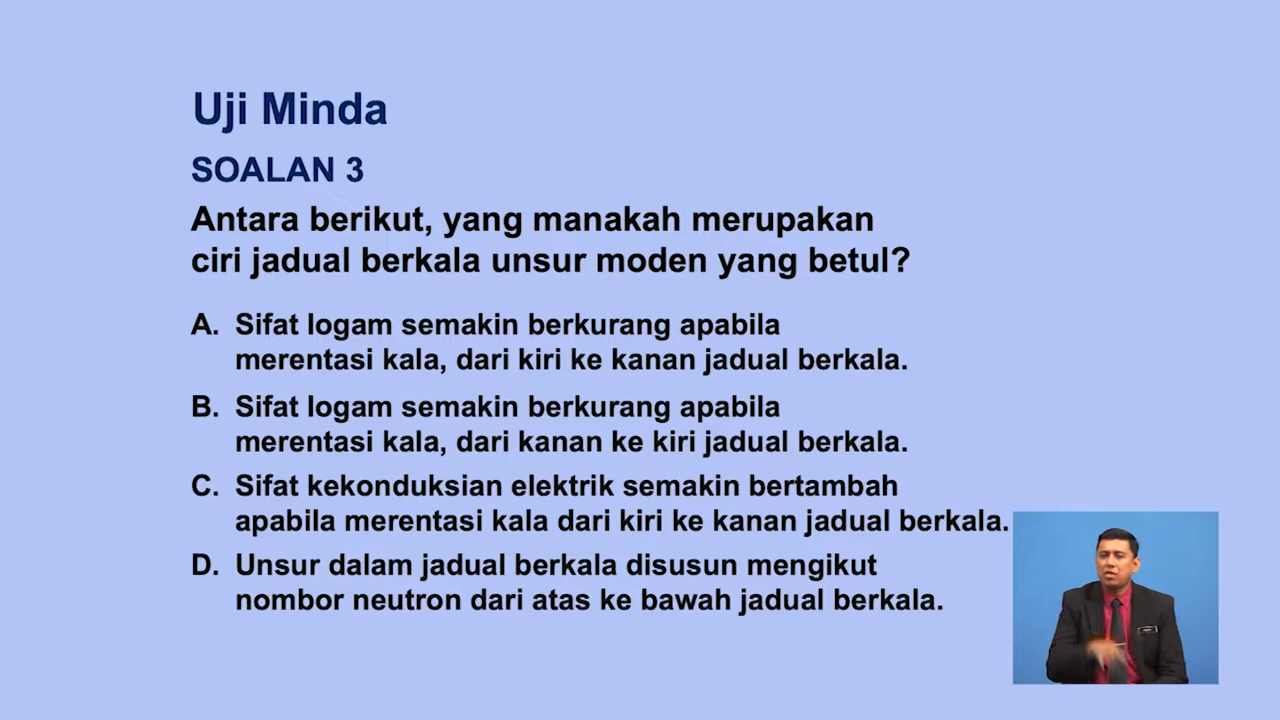 Uji Minda
SOALAN 3
Antara berikut, yang manakah merupakan
ciri jadual berkala unsur moden yang betul?
A. Sifat logam semakin berkurang apabila
merentasi kala, dari kiri ke kanan jadual berkala.
B. Sifat logam semakin berkurang apabila
merentasi kala, dari kanan ke kiri jadual berkala.
C. Sifat kekonduksian elektrik semakin bertambah
apabila merentasi kala dari kiri ke kanan jadual berkala.
D. Unsur dalam jadual berkala disusun mengikut
nombor neutron dari atas ke bawah jadual berkala.